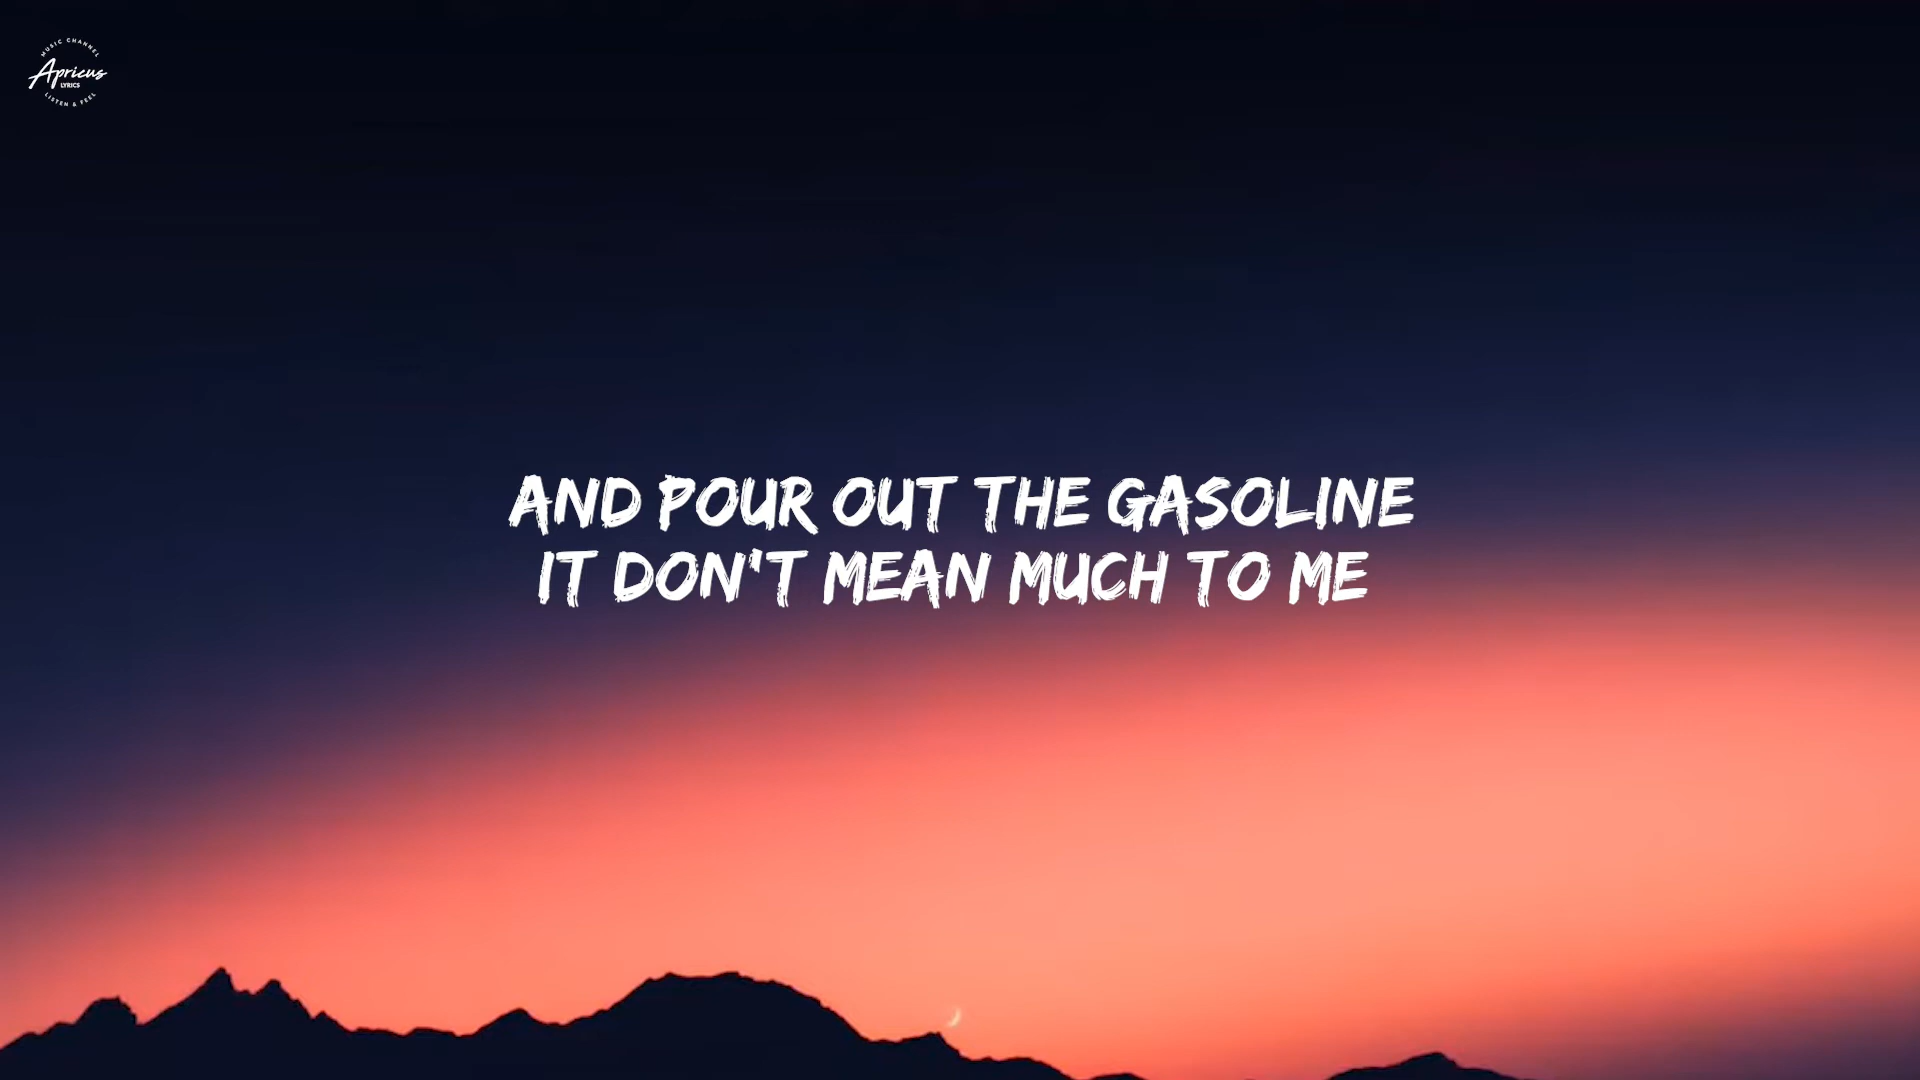 MUSIC CHANNEL
Apricus
LYRICS
LISTEN & FEEL
AND POUR OUT THE GASOLINE
IT DON'T MEAN MUCH TO ME